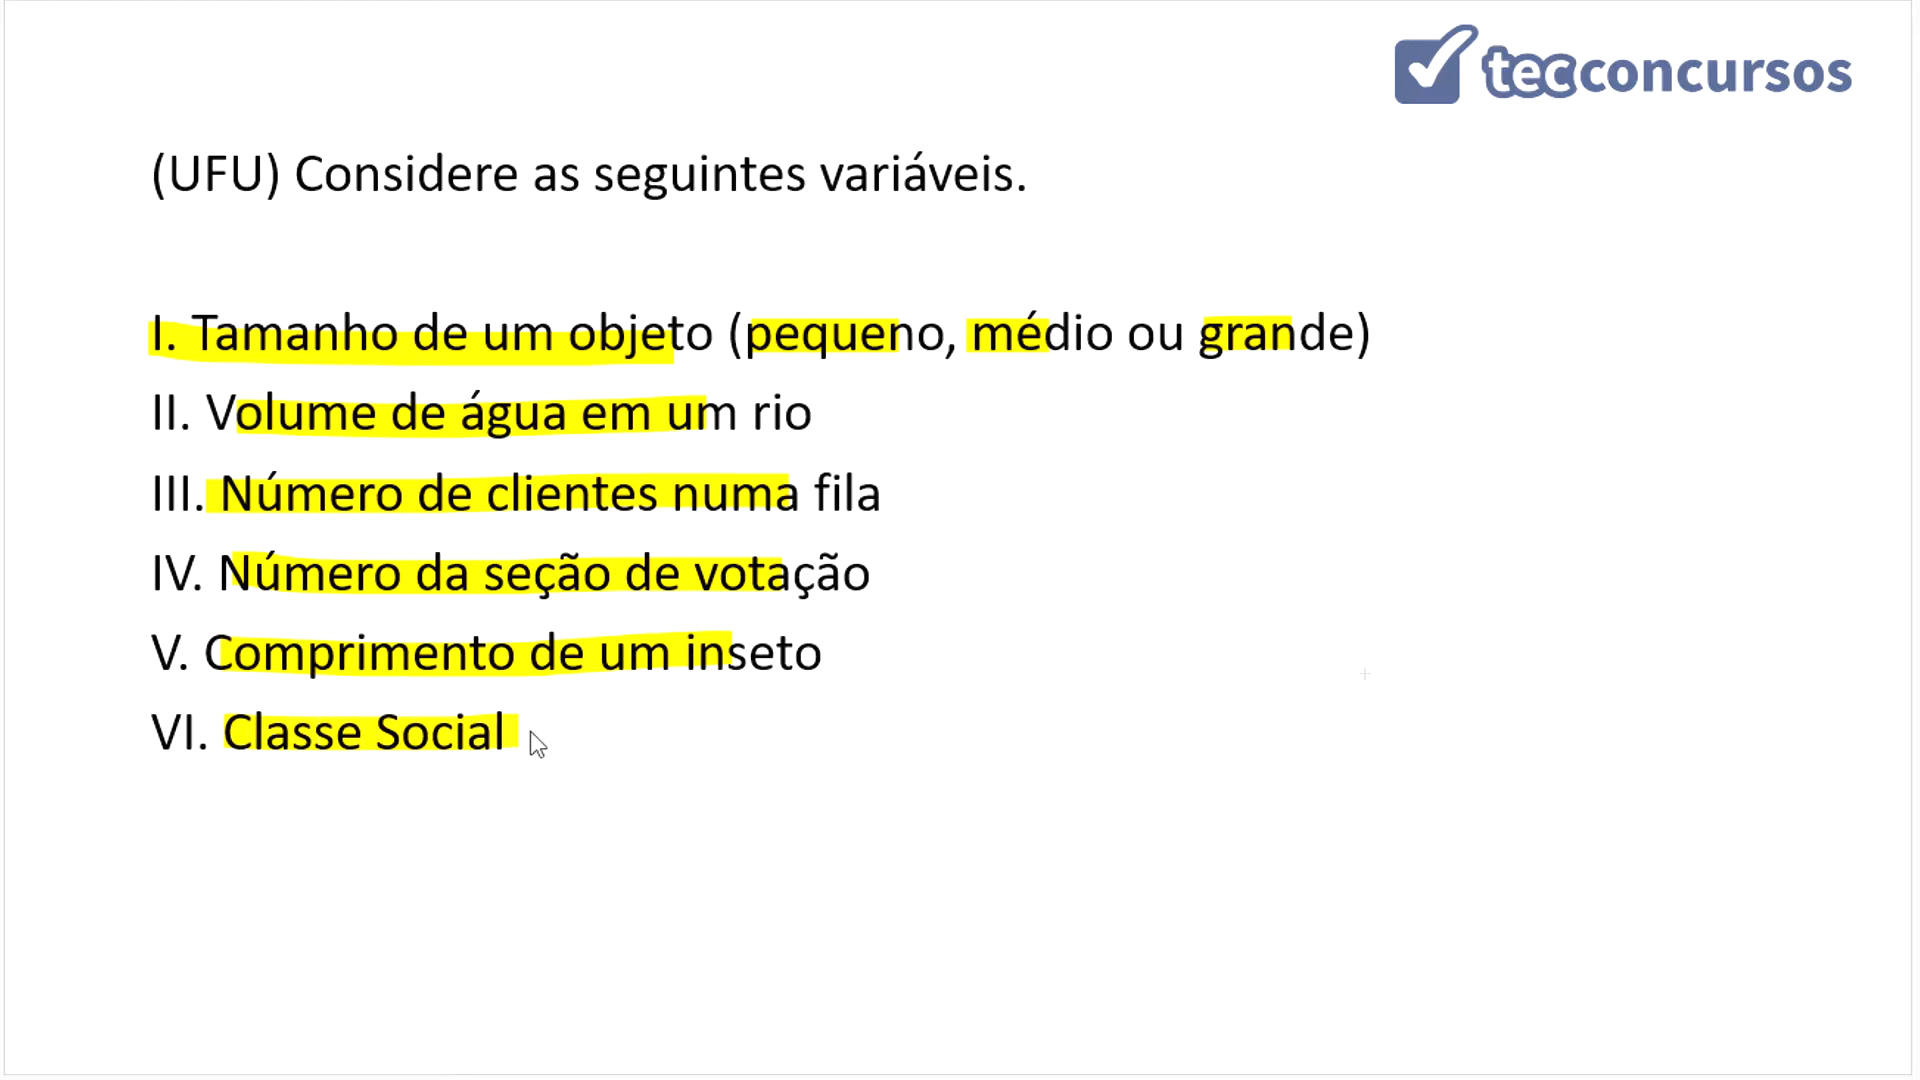 tecconcursos
(UFU) Considere as seguintes variáveis.
I. Tamanho de um objeto (pequeno, médio ou grande)
II. Volume de água em um rio
III. Número de clientes numa fila
IV. Número da seção de votação
V. Comprimento de um inseto
VI. Classe Social